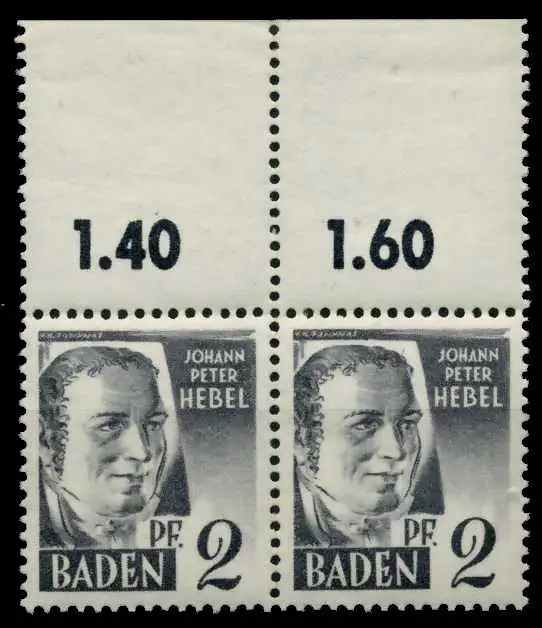 1.40 1.60
JOHANN
PETER
HEBEL
PF. 2
BADEN
JOHANN
PETER
HEBEL
PF. 2
BADEN